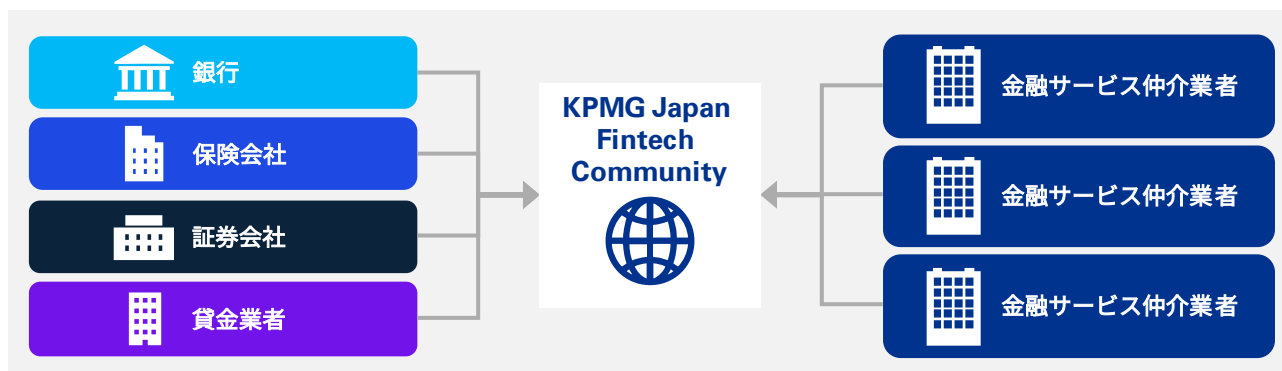 銀行
保険会社
証券会社
貸金業者
KPMG Japan
Fintech
Community
金融サービス仲介業者
金融サービス仲介業者
金融サービス仲介業者